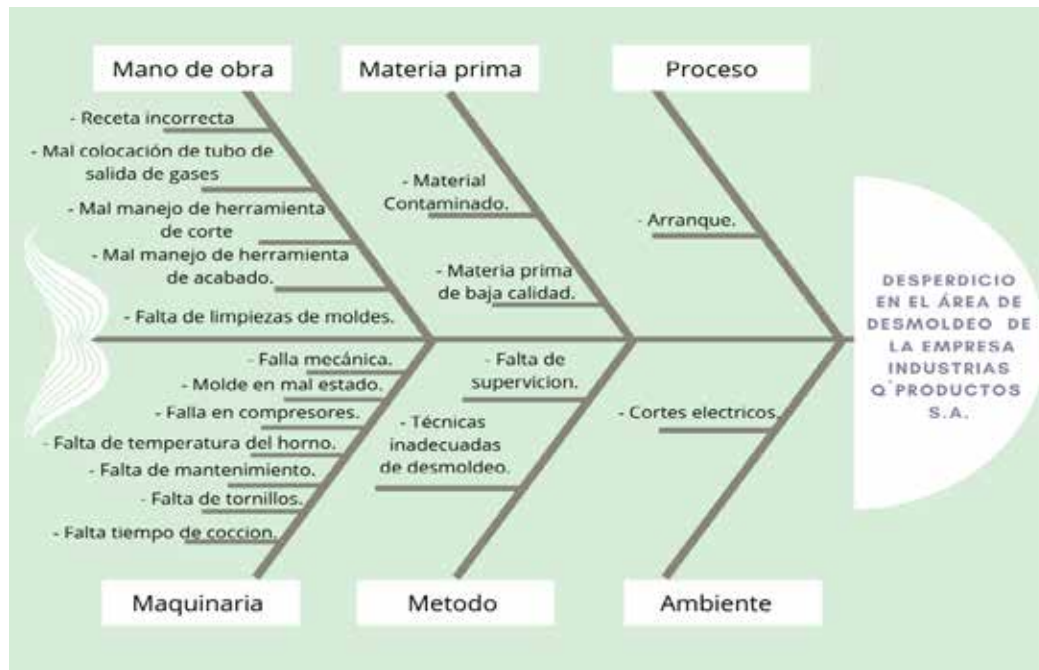 Mano de obra
Materia prima
Proceso
- Receta incorrecta
- Mal colocación de tubo de
salida de gases
- Mal manejo de herramienta
de corte
- Mal manejo de herramienta
de acabado.
- Falta de limpiezas de moldes.
- Material
Contaminado.
- Materia prima
de baja calidad.
- Arranque.
DESPERDICIO
EN EL ÁREA DE
DESMOLDEO DE
LA EMPRESA
INDUSTRIAS
Q`PRODUCTOS
S.A.
- Falla mecánica.
- Molde en mal estado.
- Falla en compresores.
- Falta de temperatura del horno.
- Falta de mantenimiento.
- Falta de tornillos.
- Falta tiempo de coccion.
- Falta de
supervicion.
- Técnicas
inadecuadas
de desmoldeo.
- Cortes electricos.
Maquinaria
Metodo
Ambiente